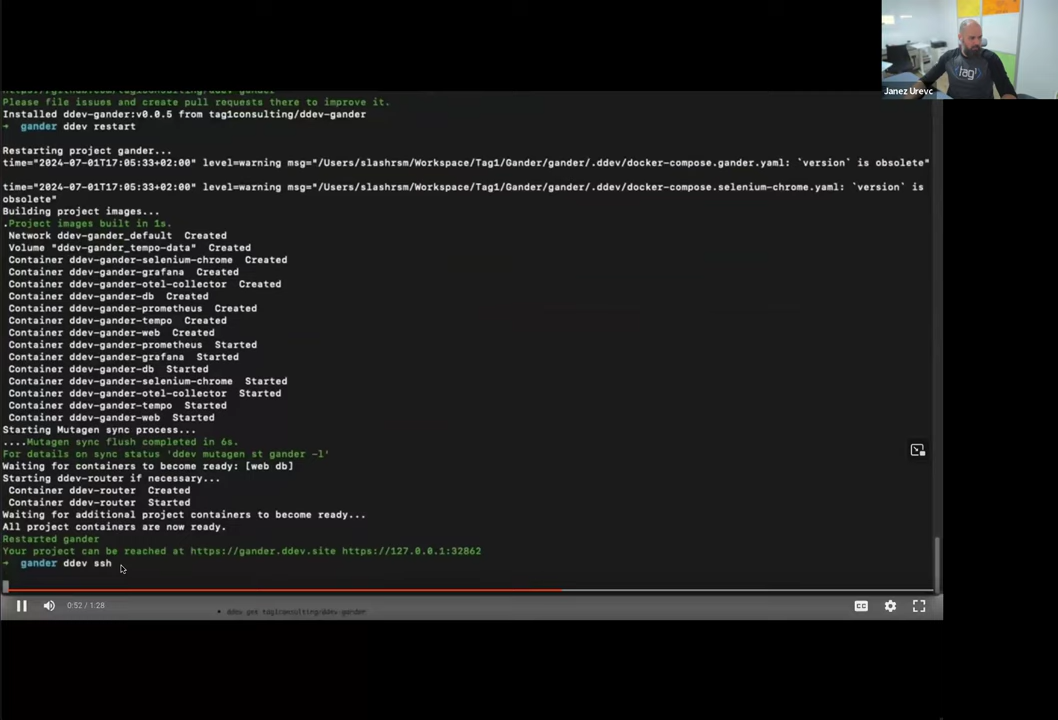 https://github.com/tag1consulting/ddev-gander
Please file issues and create pull requests there to improve it.
Installed ddev-gander:v0.0.5 from tag1consulting/ddev-gander
→ gander ddev restart
Restarting project gander...
time="2024-07-01T17:05:33+02:00" level=warning msg="/Users/slashrsm/Workspace/Tag1/Gander/gander/.ddev/docker-compose.gander.yaml: `version` is obsolete"
time="2024-07-01T17:05:33+02:00" level=warning msg="/Users/slashrsm/Workspace/Tag1/Gander/gander/.ddev/docker-compose.selenium-chrome.yaml: `version` is
obsolete"
Building project images...
.Project images built in 1s.
Network ddev-gander_default Created
Volume "ddev-gander_tempo-data" Created
Container ddev-gander-selenium-chrome Created
Container ddev-gander-grafana Created
Container ddev-gander-otel-collector Created
Container ddev-gander-db Created
Container ddev-gander-prometheus Created
Container ddev-gander-tempo Created
Container ddev-gander-web Created
Container ddev-gander-prometheus Started
Container ddev-gander-grafana Started
Container ddev-gander-db Started
Container ddev-gander-selenium-chrome Started
Container ddev-gander-otel-collector Started
Container ddev-gander-tempo Started
Container ddev-gander-web Started
Starting Mutagen sync process...
....Mutagen sync flush completed in 6s.
For details on sync status 'ddev mutagen st gander -l'
Waiting for containers to become ready: [web db]
Starting ddev-router if necessary...
Container ddev-router Created
Container ddev-router Started
Waiting for additional project containers to become ready...
All project containers are now ready.
Restarted gander
Your project can be reached at https://gander.ddev.site https://127.0.0.1:32862
→ gander ddev ssh
0:52 / 1:28
CC
• ddev get tag1consulting/ddev-gander
tag1
Janez Urevc